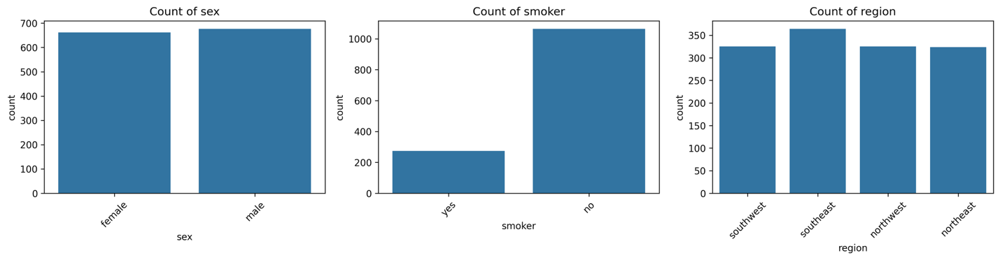 Count of sex
700
600
500
400
300
200
100
0
count
female
male
sex
Count of smoker
1000
800
600
400
200
0
count
yes
no
smoker
Count of region
350
300
250
200
150
100
50
0
count
southwest
southeast
northwest
northeast
region